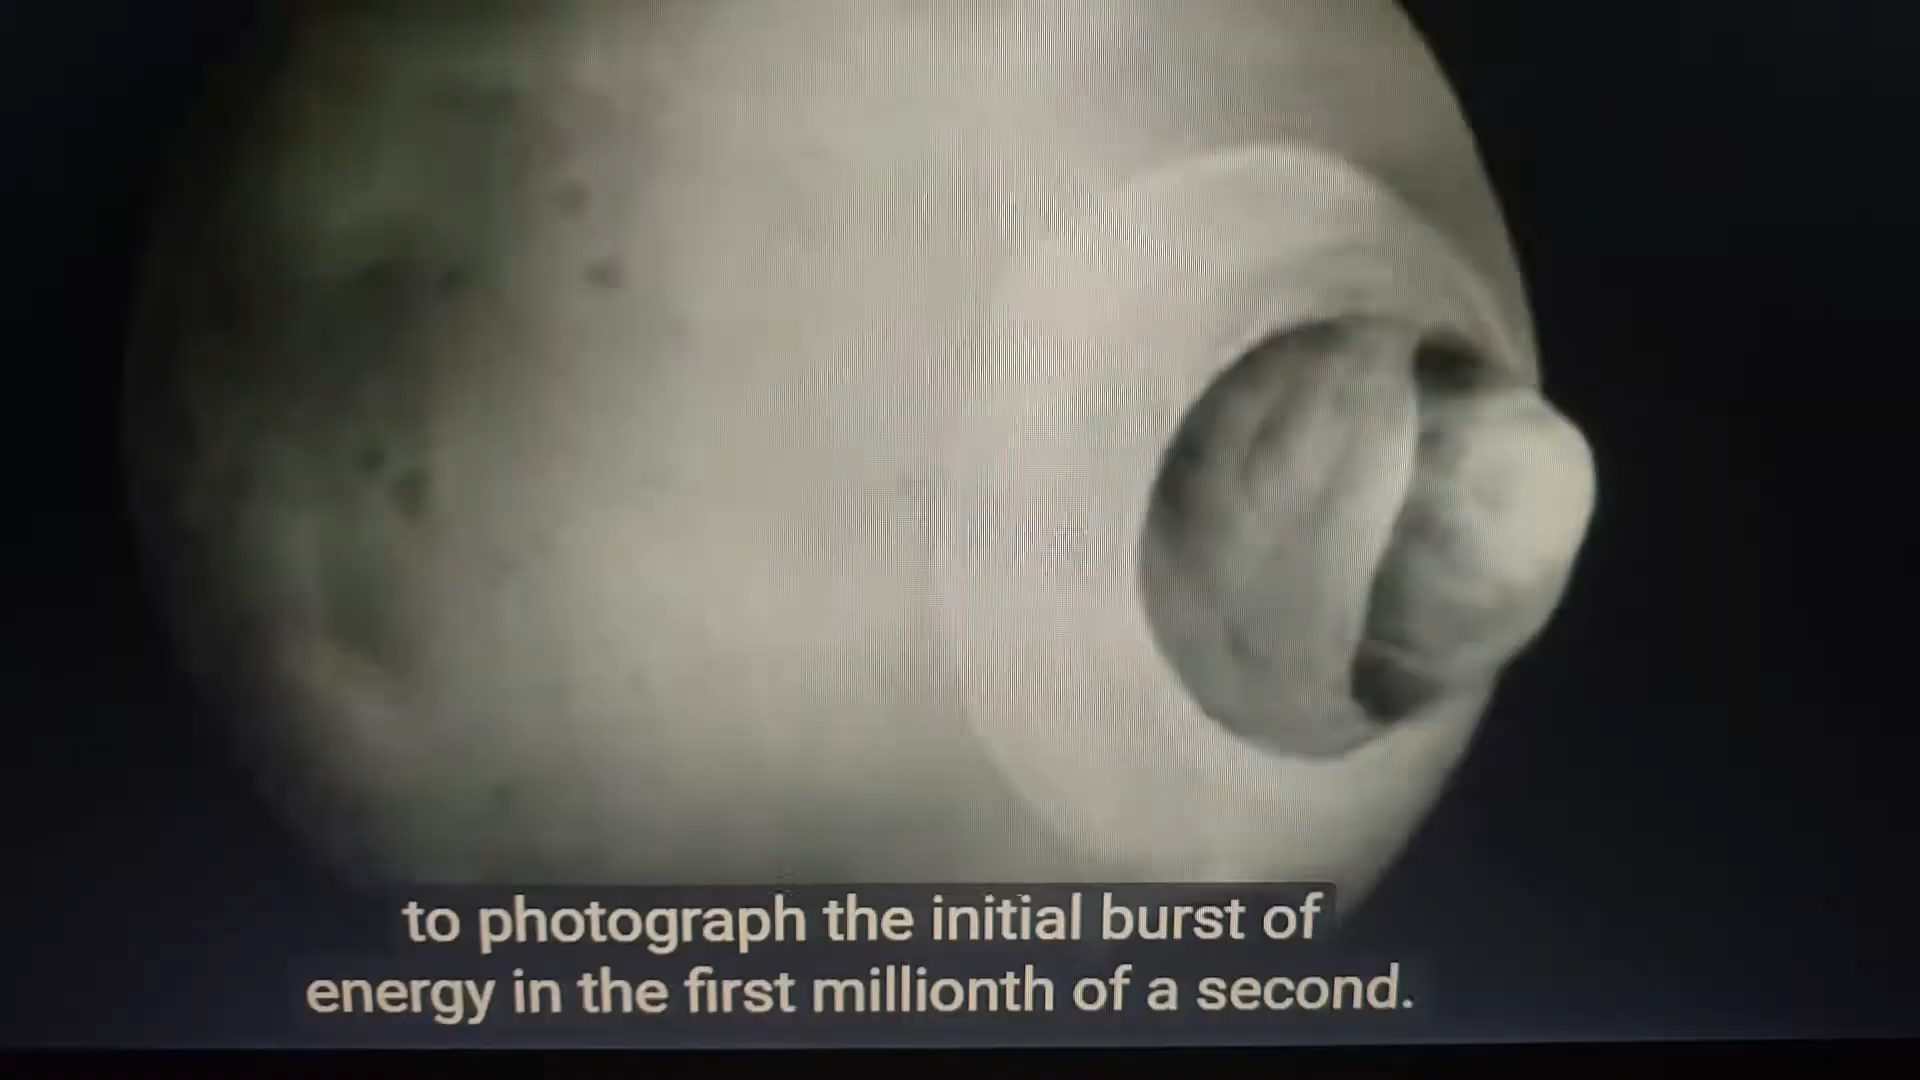 to photograph the initial burst of
energy in the first millionth of a second.